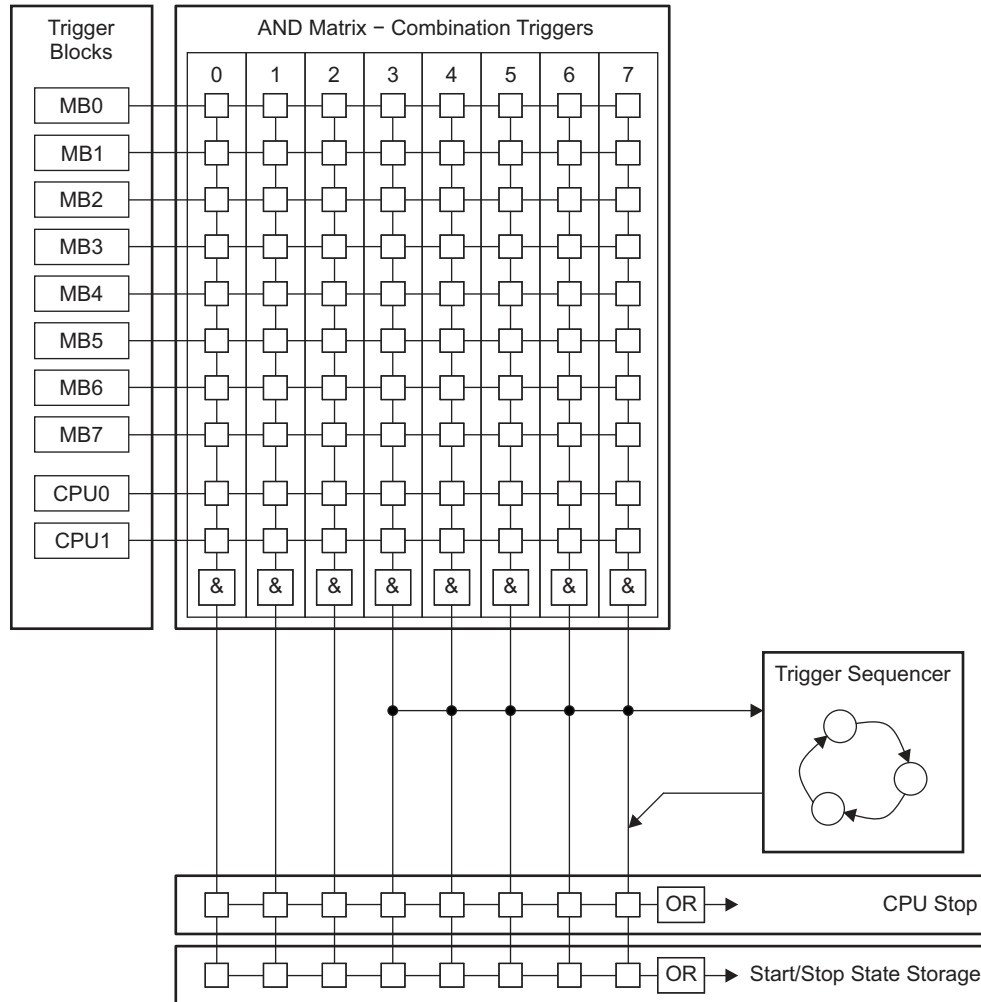 Trigger
Blocks
AND Matrix − Combination Triggers
0 1 2 3 4 5 6 7
MB0
MB1
MB2
MB3
MB4
MB5
MB6
MB7
CPU0
CPU1
& & & & & & & &
Trigger Sequencer
OR CPU Stop
OR Start/Stop State Storage